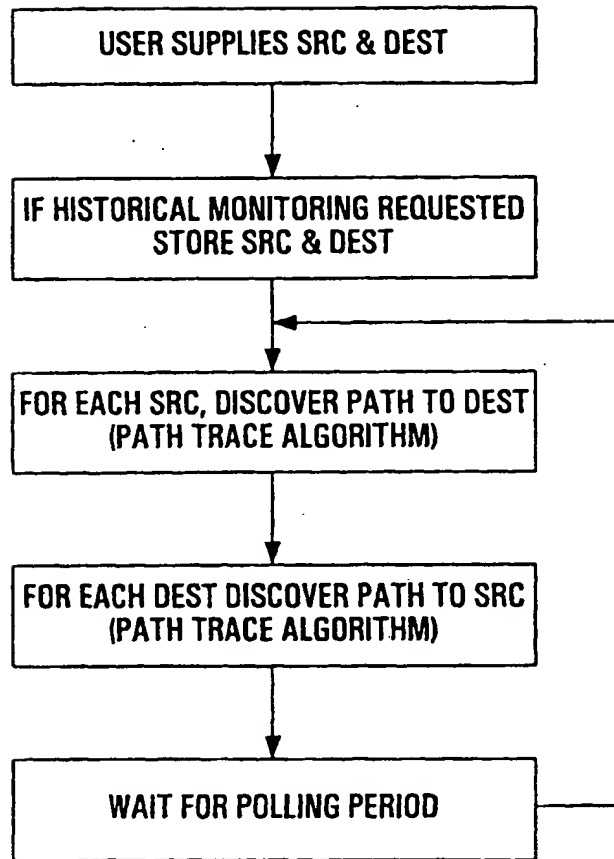 USER SUPPLIES SRC & DEST
IF HISTORICAL MONITORING REQUESTED
STORE SRC & DEST
FOR EACH SRC, DISCOVER PATH TO DEST
(PATH TRACE ALGORITHM)
FOR EACH DEST DISCOVER PATH TO SRC
(PATH TRACE ALGORITHM)
WAIT FOR POLLING PERIOD